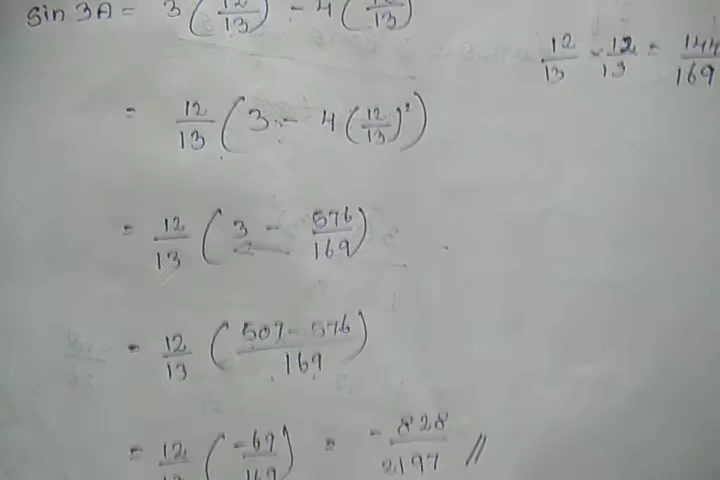 sin 3A = 3(12/13) - 4(12/13)
12/13 - 12/13 = 144/169
= 12/13 (3 - 4(12/13)²)
= 12/13 (3 - 576/169)
= 12/13 (507 - 576/169)
= 12/13 (-69/169) = -828/2197 //